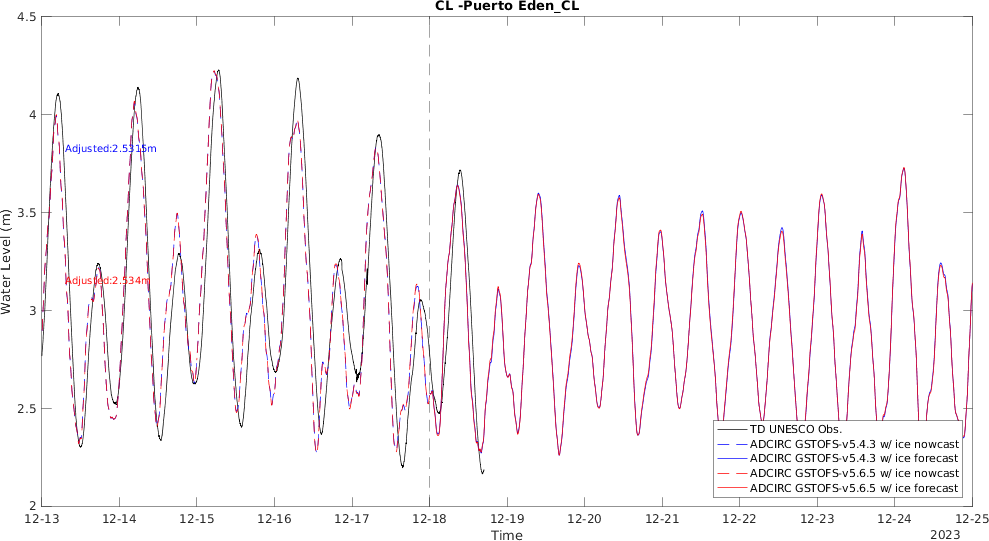 CL -Puerto Eden_CL
4.5
4
3.5
3
2.5
2
Water Level (m)
Adjusted:2.5315m
Adjusted:2.534m
TD UNESCO Obs.
ADCIRC GSTOFS-v5.4.3 w/ ice nowcast
ADCIRC GSTOFS-v5.4.3 w/ ice forecast
ADCIRC GSTOFS-v5.6.5 w/ ice nowcast
ADCIRC GSTOFS-v5.6.5 w/ ice forecast
12-13 12-14 12-15 12-16 12-17 12-18 12-19 12-20 12-21 12-22 12-23 12-24 12-25
Time
2023